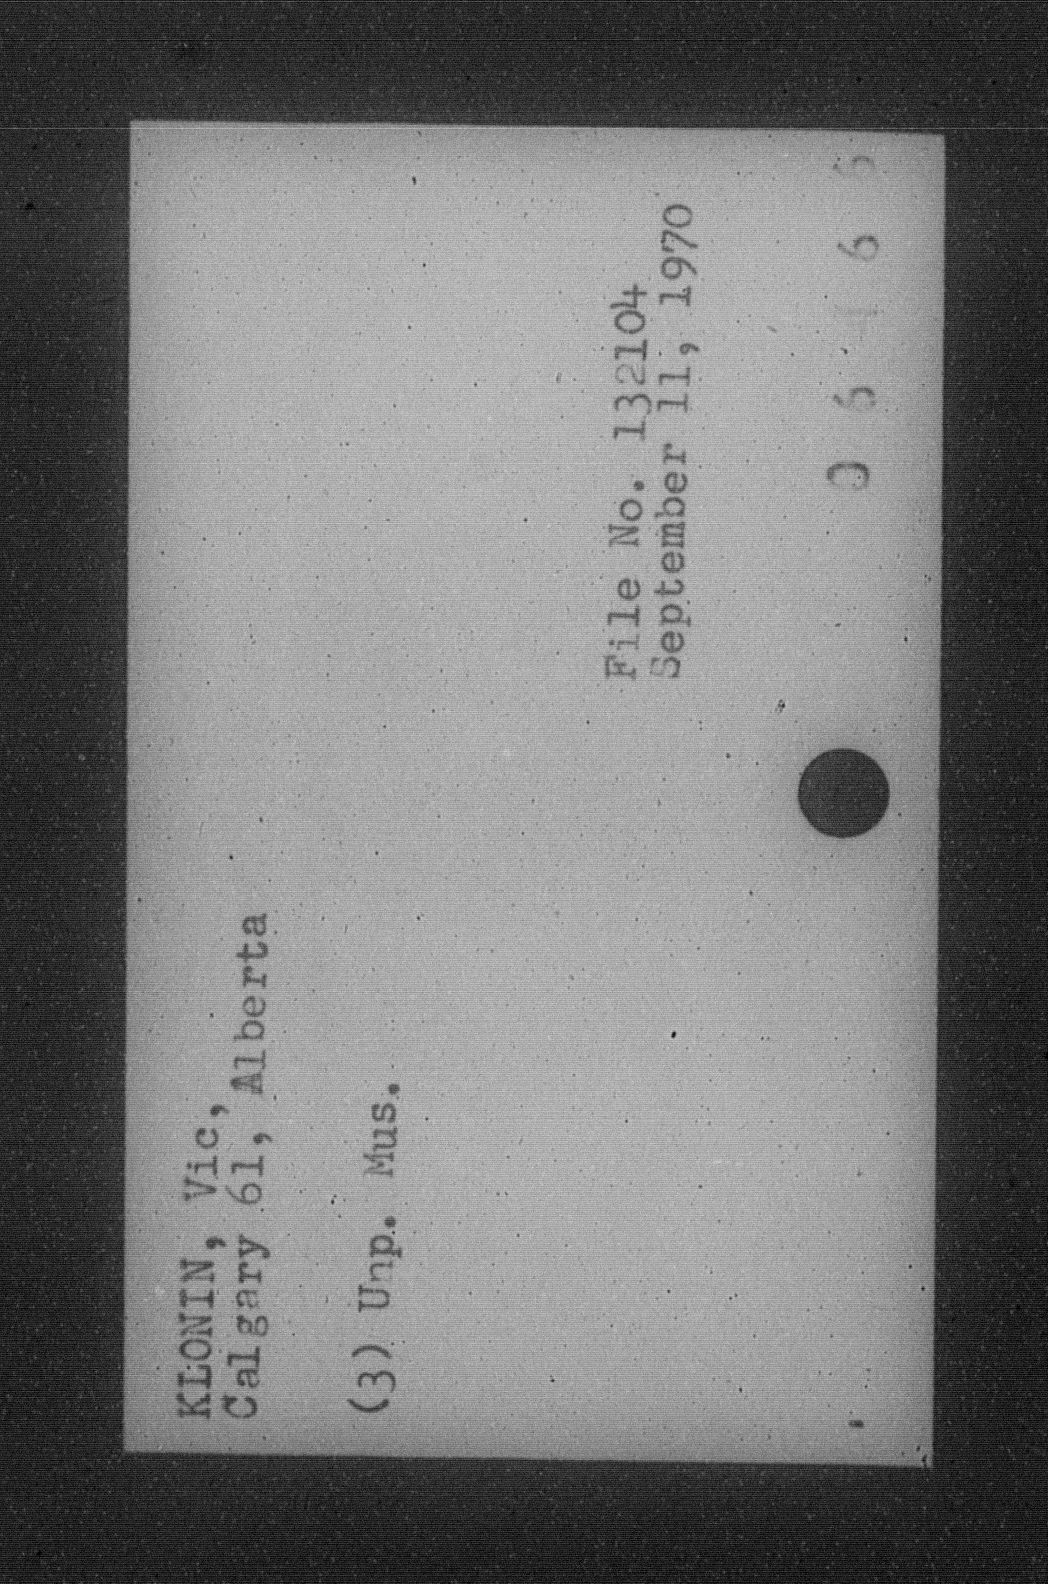 KLONIN, Vic,
Calgary 61, Alberta
(3) Unp. Mus.
File No. 132104
September 11, 1970